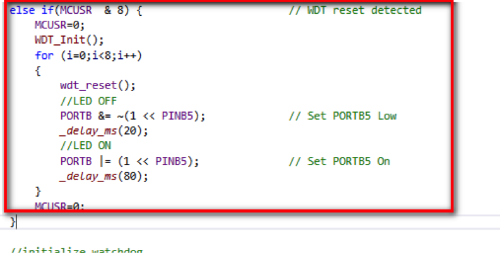 else if(MCUSR & 8) { // WDT reset detected
MCUSR=0;
WDT_Init();
for (i=0;i<8;i++)
{
wdt_reset();
//LED OFF
PORTB &= ~(1 << PINB5); // Set PORTB5 Low
_delay_ms(20);
//LED ON
PORTB |= (1 << PINB5); // Set PORTB5 On
_delay_ms(80);
}
MCUSR=0;
}
//initialize watchdog